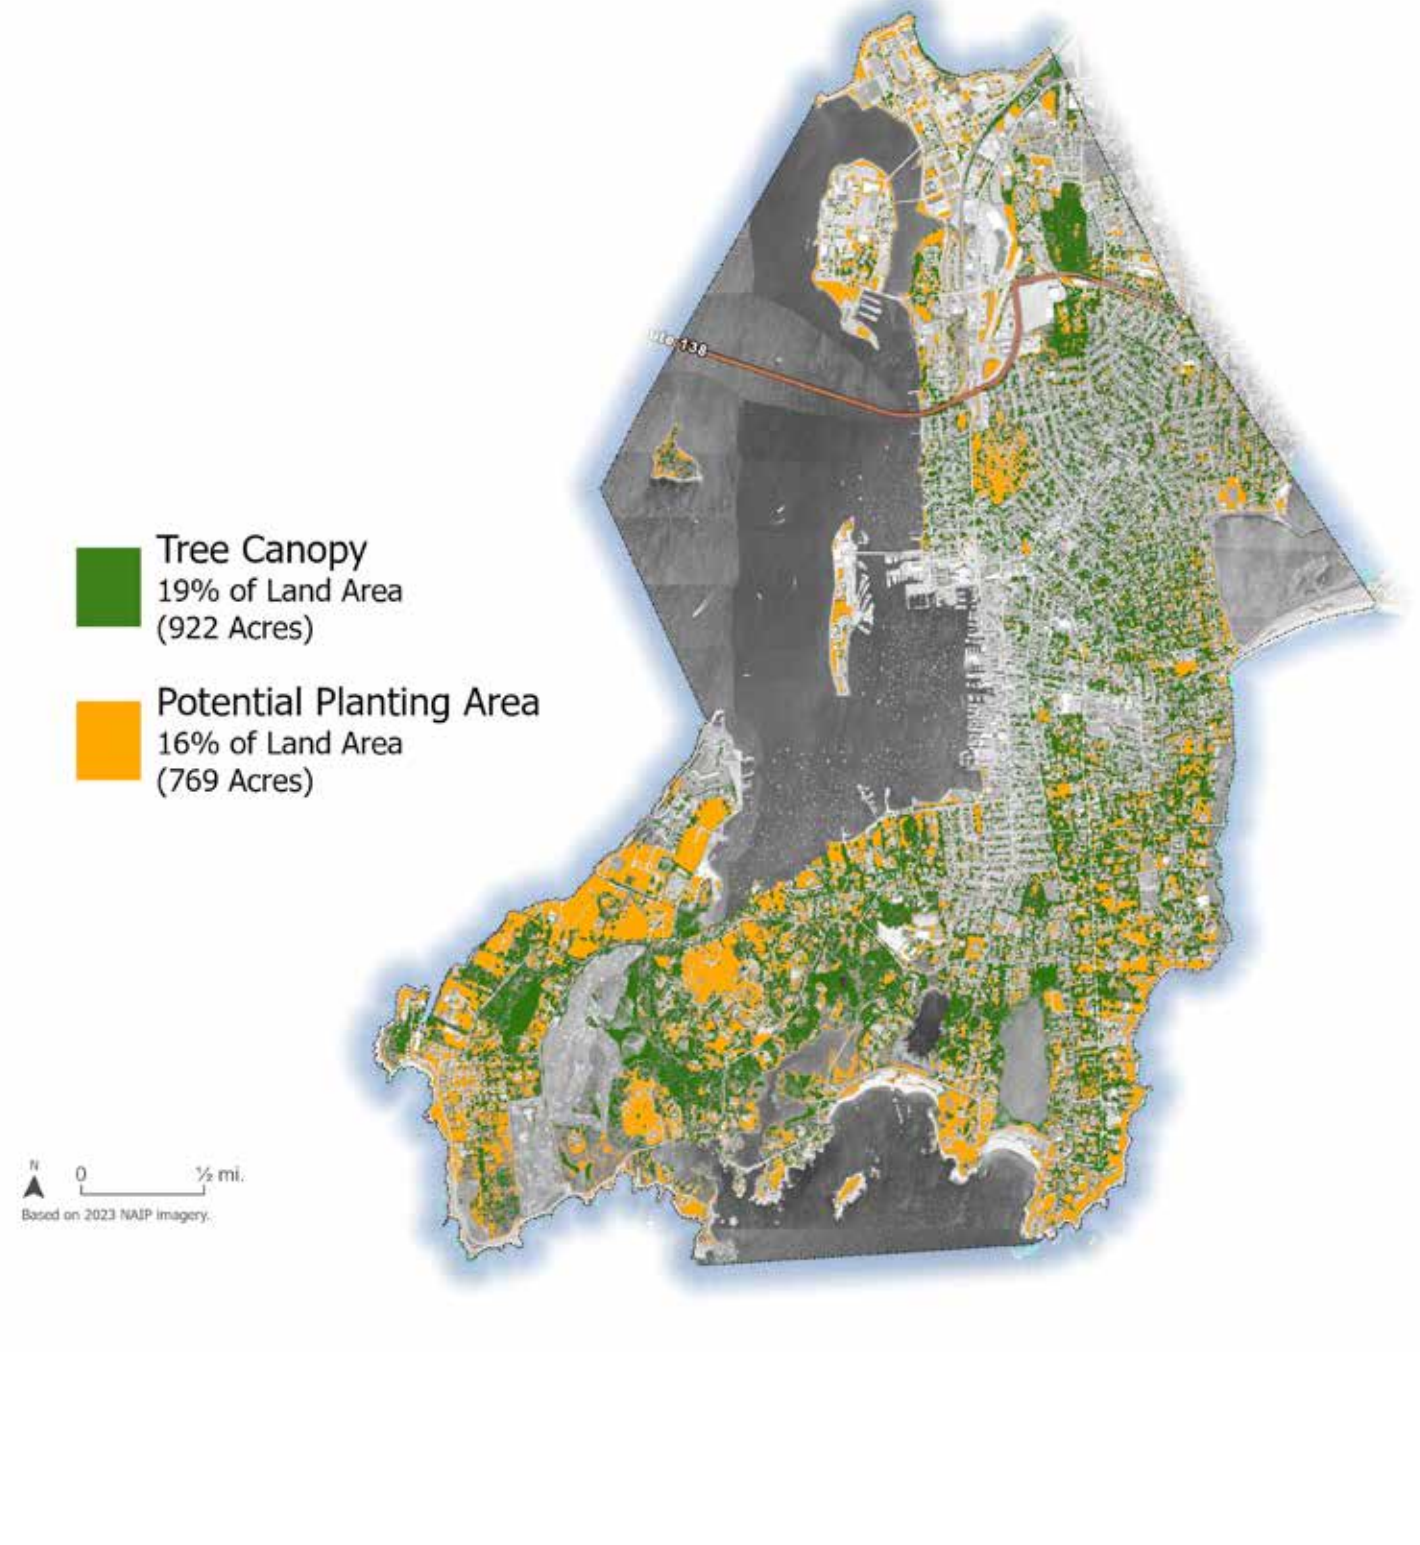 ute 138
Tree Canopy
19% of Land Area
(922 Acres)
Potential Planting Area
16% of Land Area
(769 Acres)
N
0 ½ mi.
Based on 2023 NAIP imagery.